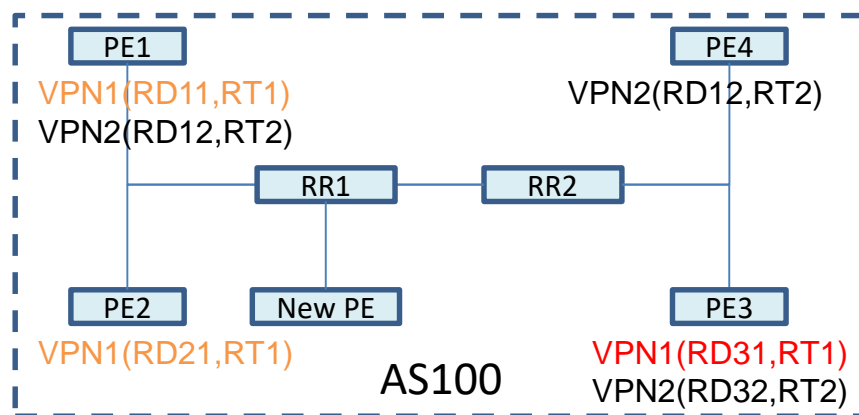 PE1
PE4
VPN1(RD11,RT1)
VPN2(RD12,RT2)
VPN2(RD12,RT2)
RR1
RR2
PE2
New PE
PE3
VPN1(RD21,RT1)
VPN1(RD31,RT1)
AS100
VPN2(RD32,RT2)